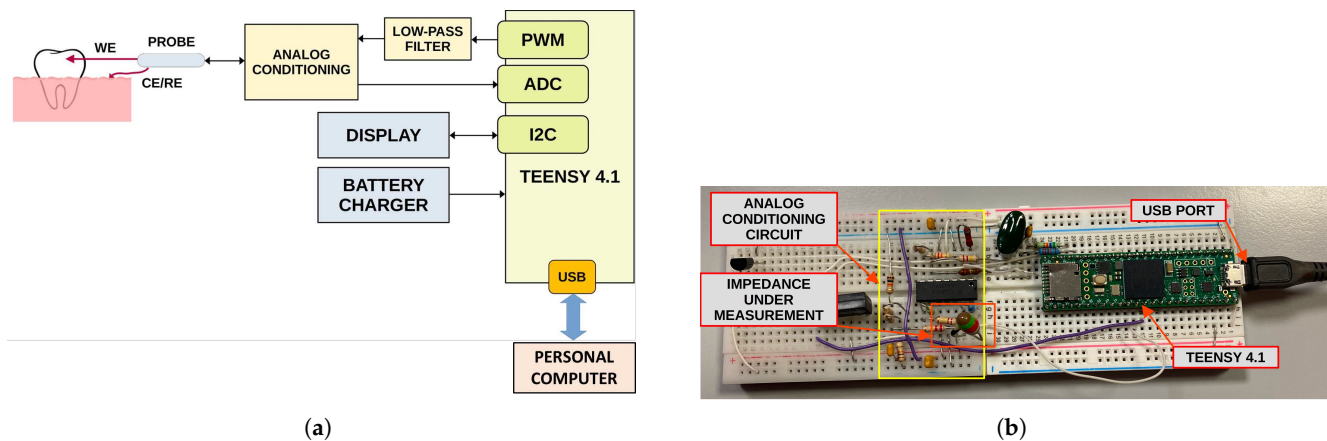 WE
PROBE
CE/RE
ANALOG
CONDITIONING
LOW-PASS
FILTER
PWM
ADC
I2C
DISPLAY
BATTERY
CHARGER
TEENSY 4.1
USB
PERSONAL
COMPUTER
(a)
ANALOG
CONDITIONING
CIRCUIT
IMPEDANCE
UNDER
MEASUREMENT
USB PORT
TEENSY 4.1
(b)